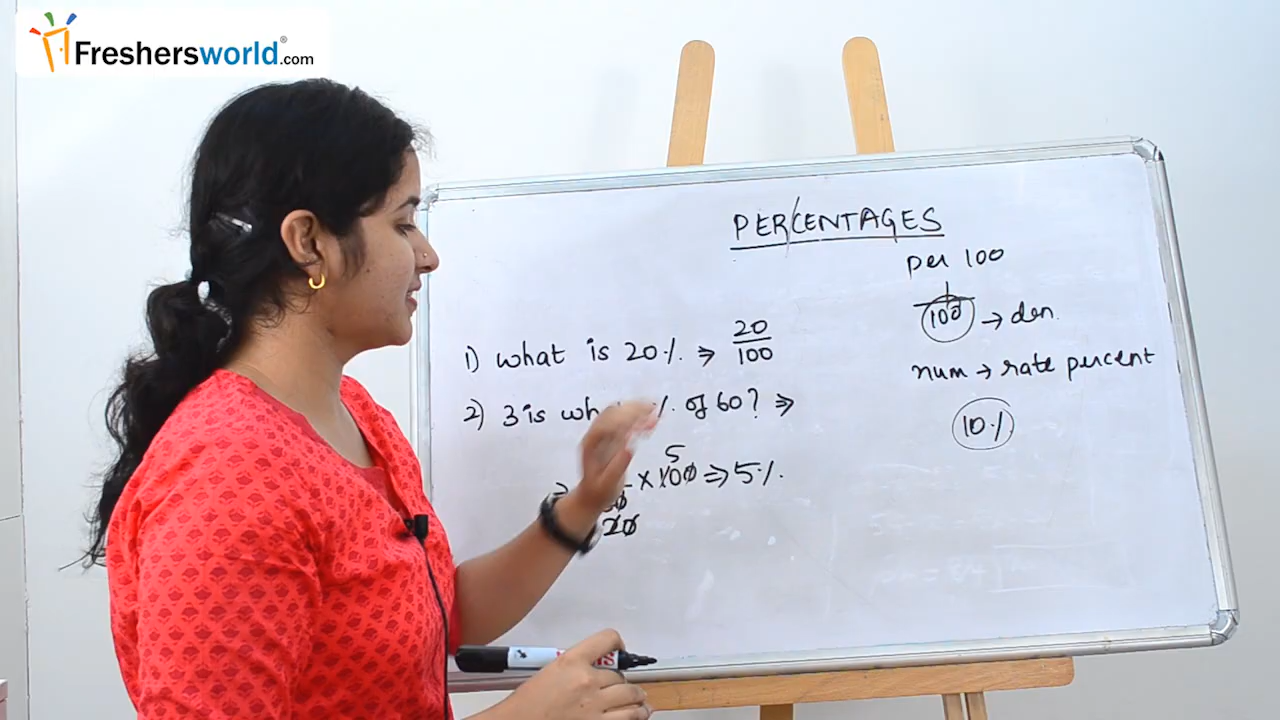 Freshersworld.com
PERCENTAGES
per 100
100 → den.
1) what is 20%. ⇒ 20/100
num → rate percent
2) 3 is %. of 60? ⇒
10%
× 100 ⇒ 5%.
5
20